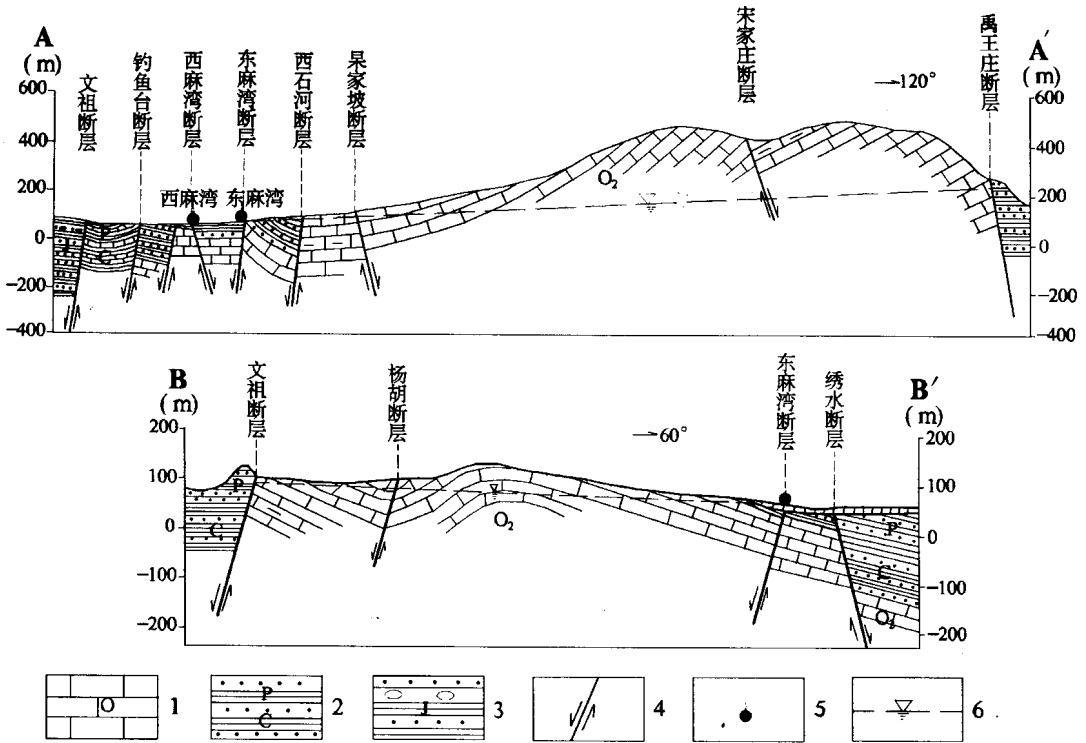 A
(m)
文祖断层
钓鱼台断层
西麻湾断层
东麻湾断层
西石河断层
杲家坡断层
宋家庄断层
禹王庄断层
A′
(m)
→120°
600
400
200
0
−200
−400
600
400
200
0
−200
−400
西麻湾
东麻湾
O₂
P
C
J
B
(m)
文祖断层
杨胡断层
东麻湾断层
绣水断层
B′
(m)
→60°
200
100
0
−100
−200
200
100
0
−100
−200
P
C
O₂
P
C
O₂
O 1
P
C 2
J 3
4
5
6